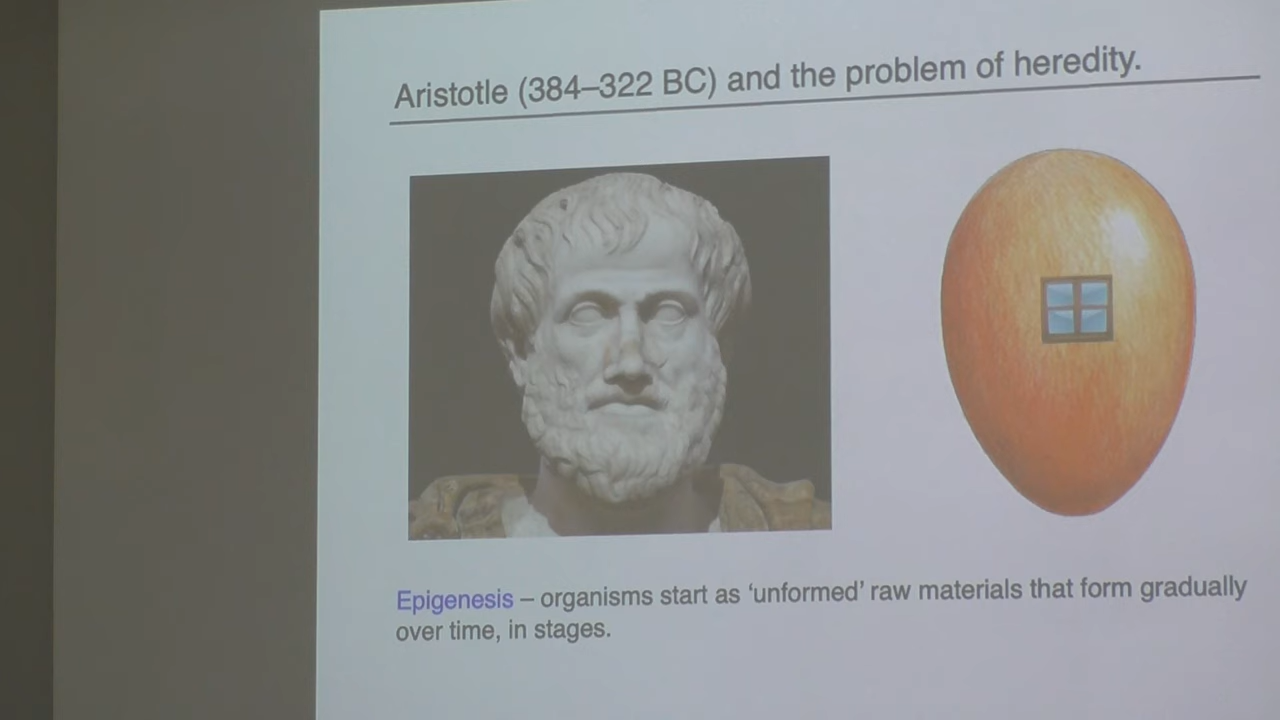 Aristotle (384–322 BC) and the problem of heredity.
Epigenesis – organisms start as ‘unformed’ raw materials that form gradually
over time, in stages.